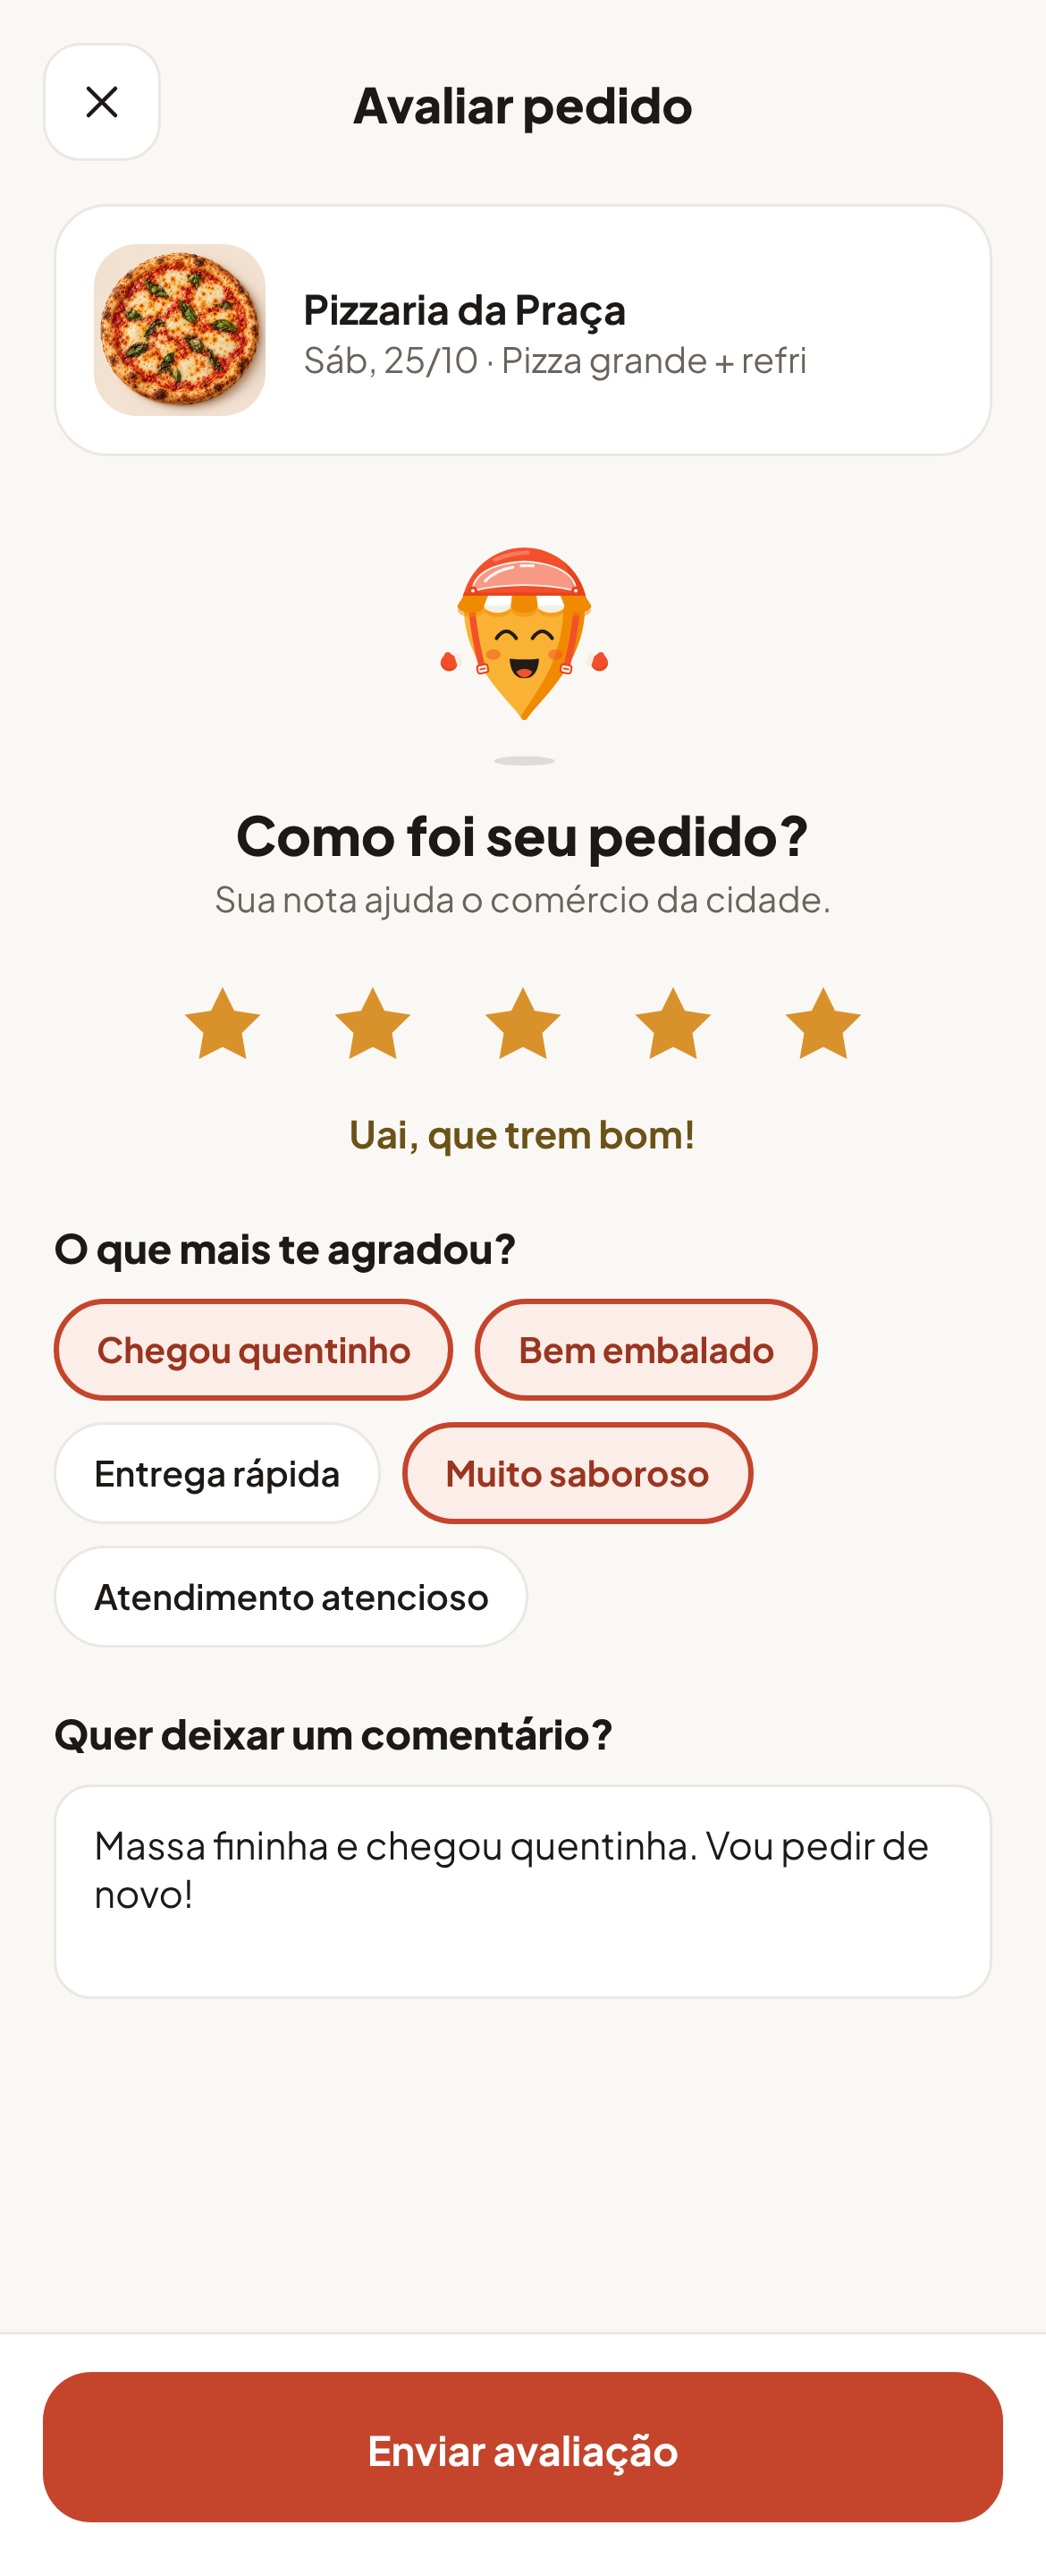 Avaliar pedido
Pizzaria da Praça
Sáb, 25/10 · Pizza grande + refri
Como foi seu pedido?
Sua nota ajuda o comércio da cidade.
Uai, que trem bom!
O que mais te agradou?
Chegou quentinho
Bem embalado
Entrega rápida
Muito saboroso
Atendimento atencioso
Quer deixar um comentário?
Massa fininha e chegou quentinha. Vou pedir de
novo!
Enviar avaliação